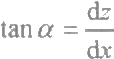 tan α = dz/dx